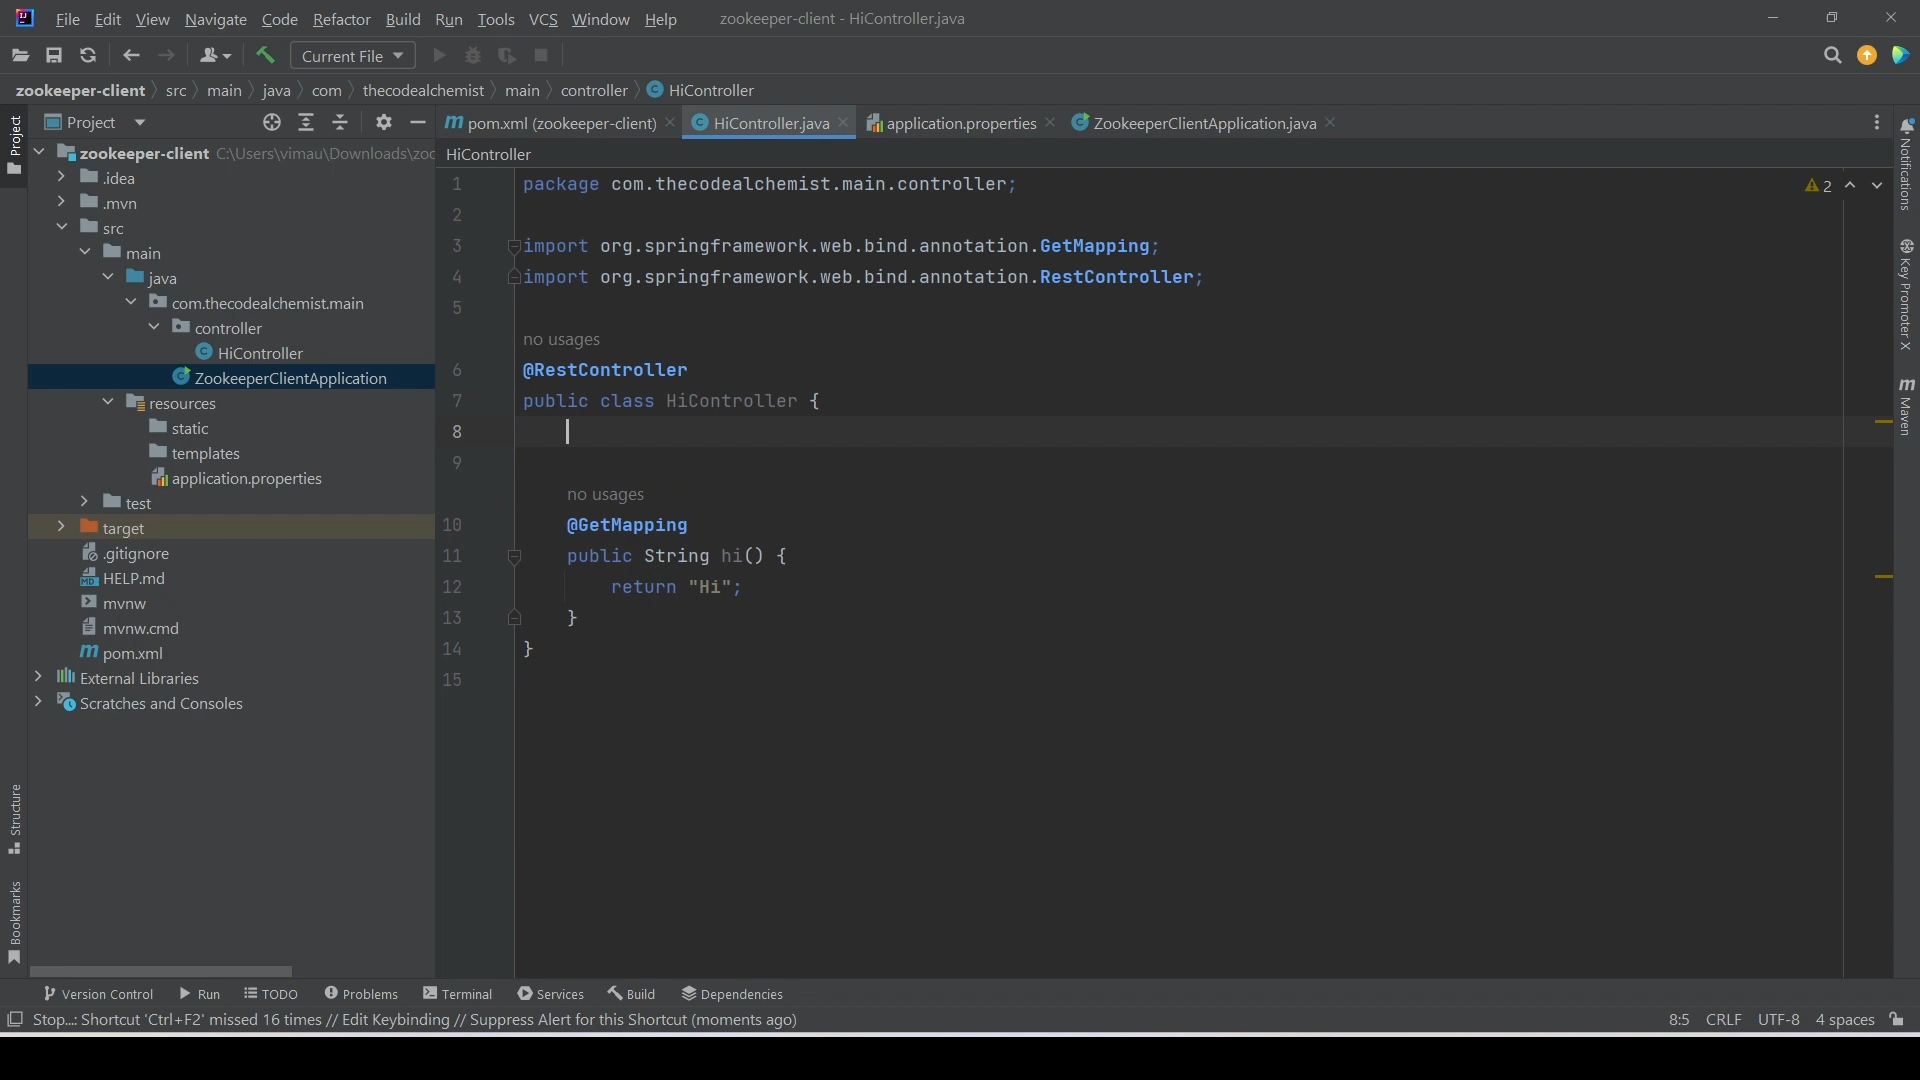 File Edit View Navigate Code Refactor Build Run Tools VCS Window Help zookeeper-client - HiController.java
Current File
zookeeper-client src main java com thecodealchemist main controller HiController
Project
pom.xml (zookeeper-client) HiController.java application.properties ZookeeperClientApplication.java
HiController
zookeeper-client C:\Users\vimau\Downloads\zoo
.idea
.mvn
src
main
java
com.thecodealchemist.main
controller
HiController
ZookeeperClientApplication
resources
static
templates
application.properties
test
target
.gitignore
HELP.md
mvnw
mvnw.cmd
pom.xml
External Libraries
Scratches and Consoles
1 package com.thecodealchemist.main.controller;
2
3 import org.springframework.web.bind.annotation.GetMapping;
4 import org.springframework.web.bind.annotation.RestController;
5
no usages
6 @RestController
7 public class HiController {
8
9
no usages
10 @GetMapping
11 public String hi() {
12 return "Hi";
13 }
14 }
15
2
Project
Structure
Bookmarks
Notifications
Key Promoter X
Maven
Version Control Run TODO Problems Terminal Services Build Dependencies
Stop...: Shortcut 'Ctrl+F2' missed 16 times // Edit Keybinding // Suppress Alert for this Shortcut (moments ago) 8:5 CRLF UTF-8 4 spaces